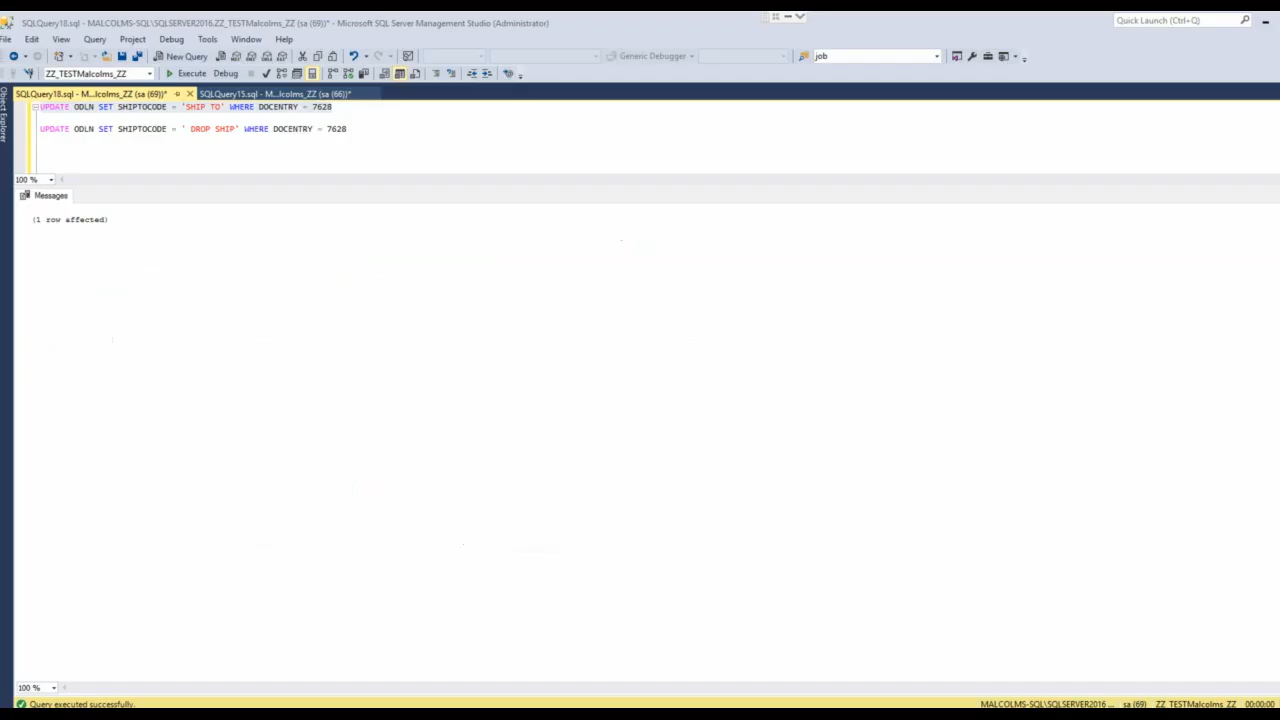 SQLQuery18.sql - MALCOLMS-SQL\SQLSERVER2016.ZZ_TESTMalcolms_ZZ (sa (69))* - Microsoft SQL Server Management Studio (Administrator)
Quick Launch (Ctrl+Q)
File Edit View Query Project Debug Tools Window Help
New Query Generic Debugger job
ZZ_TESTMalcolms_ZZ Execute Debug
Object Explorer
SQLQuery18.sql - M...lcolms_ZZ (sa (69))* SQLQuery15.sql - M...lcolms_ZZ (sa (66))*
UPDATE ODLN SET SHIPTOCODE = 'SHIP TO' WHERE DOCENTRY = 7628
UPDATE ODLN SET SHIPTOCODE = ' DROP SHIP' WHERE DOCENTRY = 7628
100 %
Messages
(1 row affected)
100 %
Query executed successfully. MALCOLMS-SQL\SQLSERVER2016 ... sa (69) ZZ_TESTMalcolms_ZZ 00:00:00